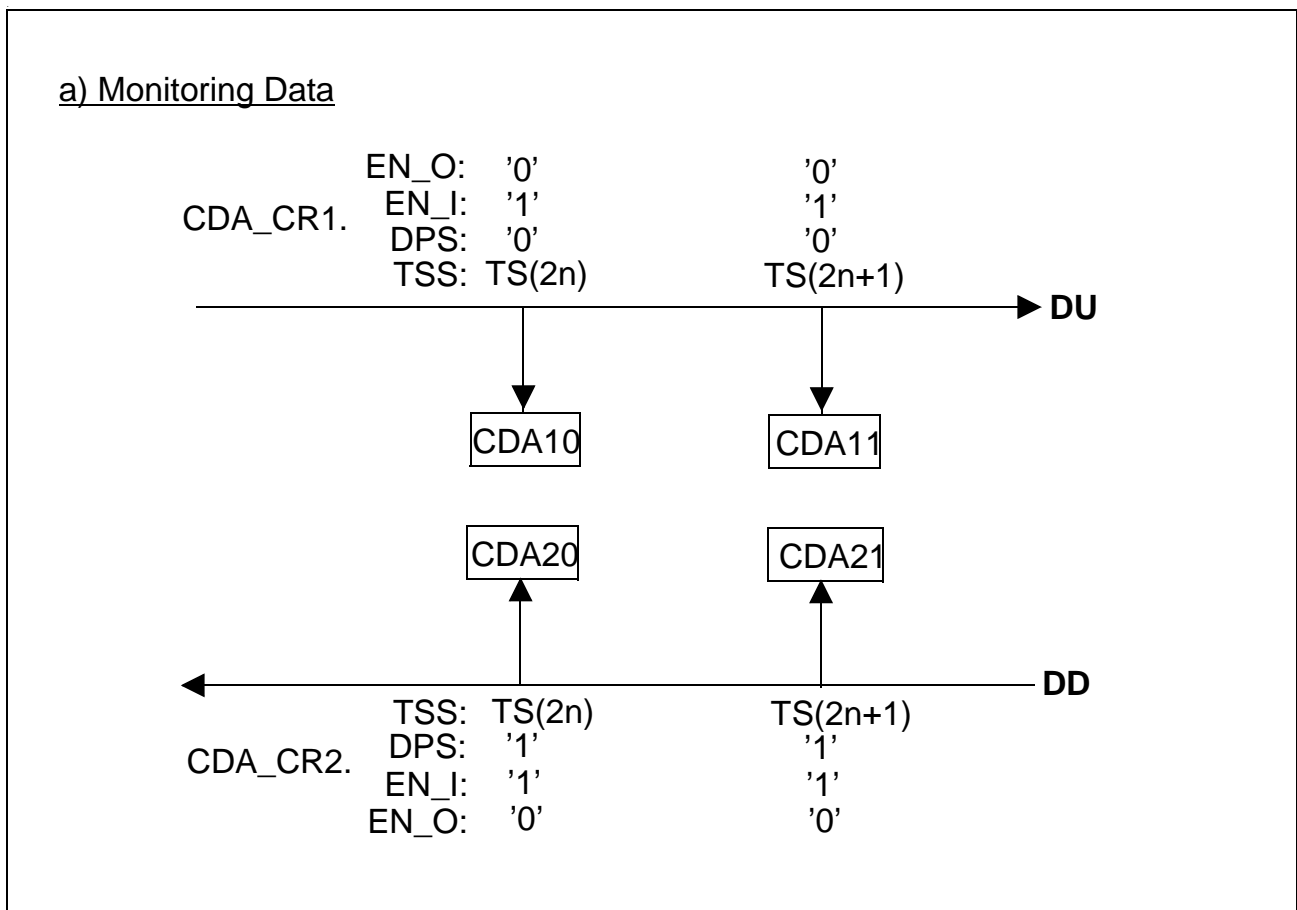 a) Monitoring Data
EN_O: ’0’ ’0’
EN_I: ’1’ ’1’
CDA_CR1.
DPS: ’0’ ’0’
TSS: TS(2n) TS(2n+1)
DU
CDA10 CDA11
CDA20 CDA21
DD
TSS: TS(2n) TS(2n+1)
DPS: ’1’ ’1’
CDA_CR2.
EN_I: ’1’ ’1’
EN_O: ’0’ ’0’